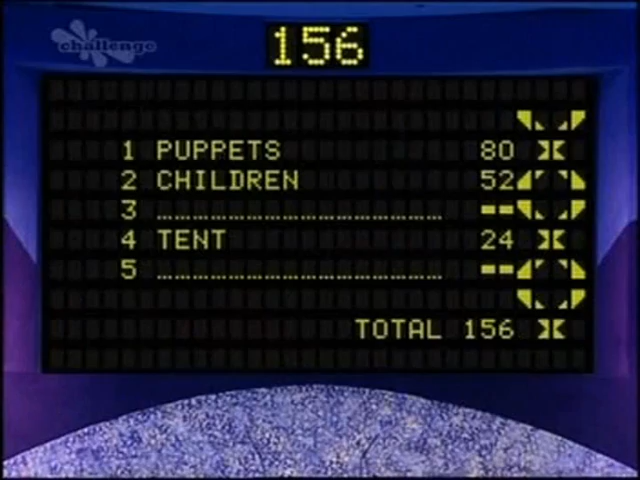 challenge
156
1 PUPPETS 80
2 CHILDREN 52
3 ........................ --
4 TENT 24
5 ........................ --
TOTAL 156